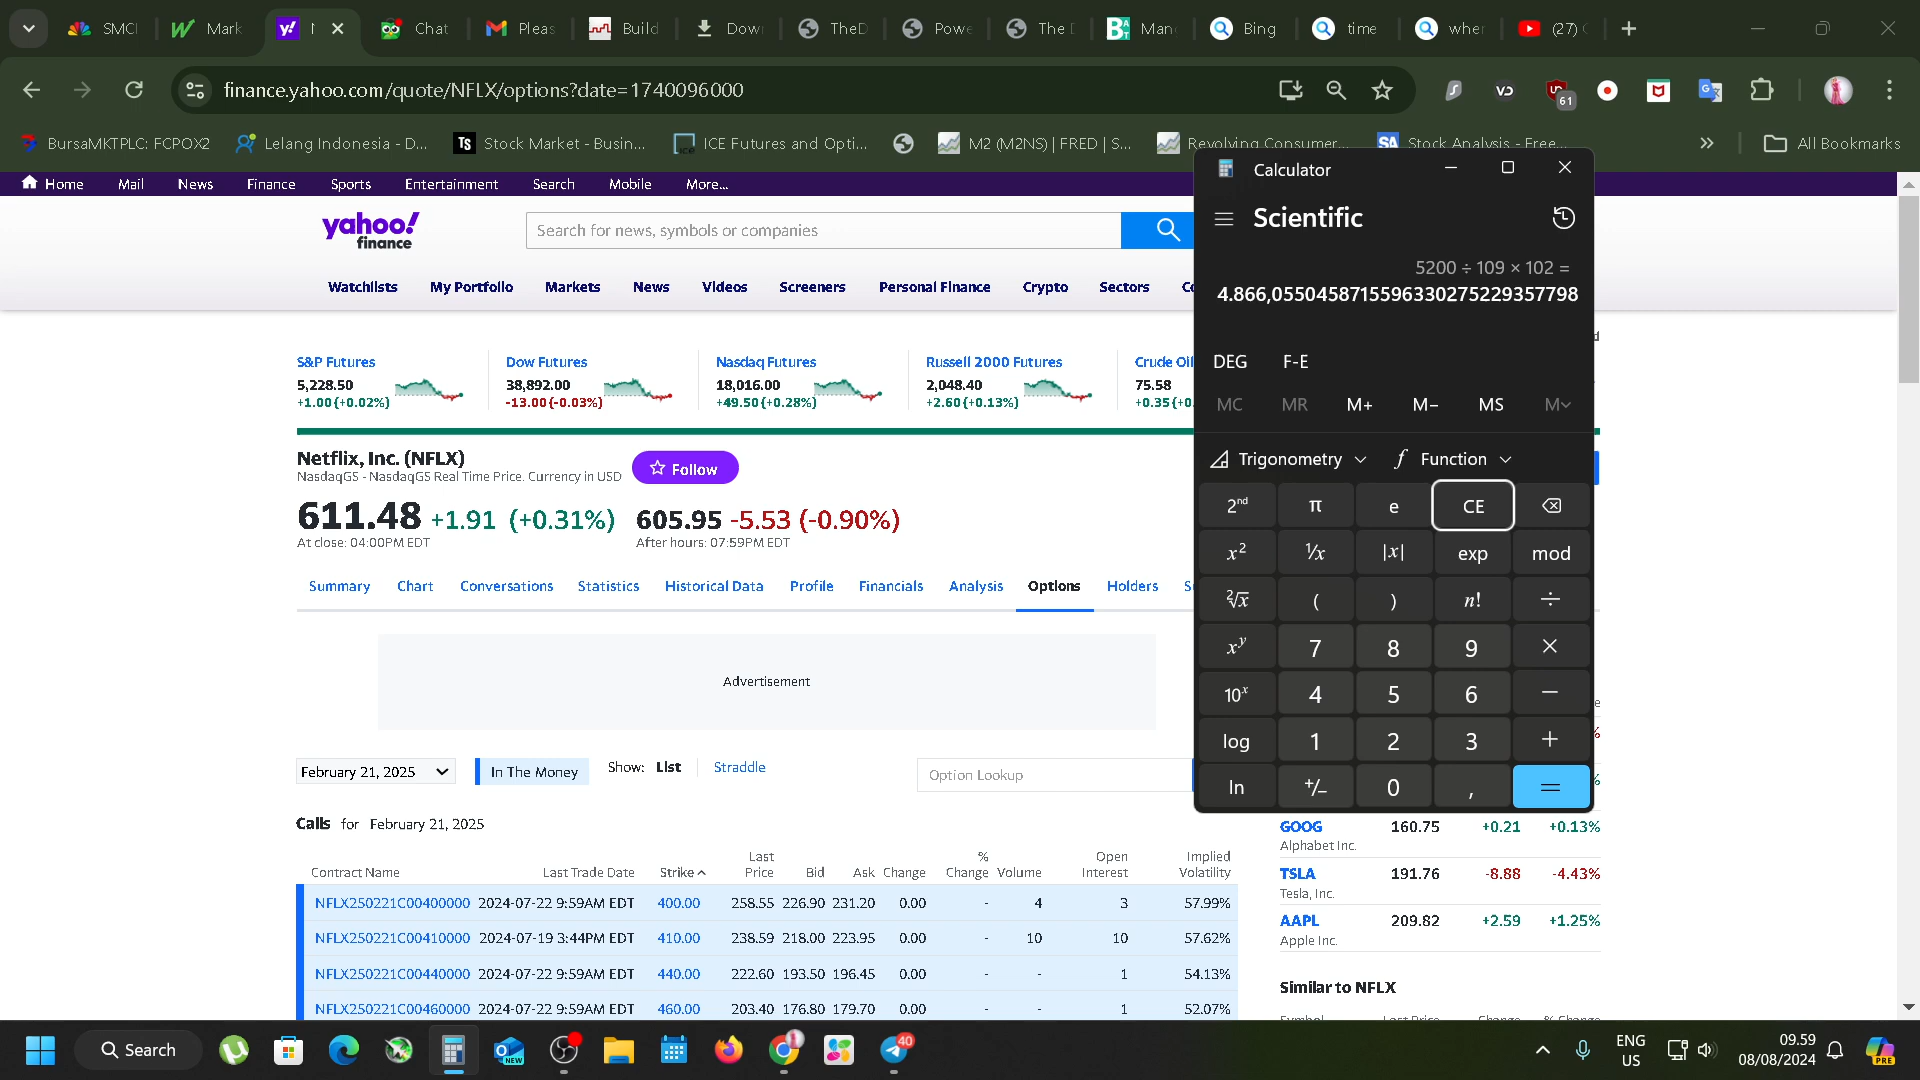 SMCI
Mark
Chat
Pleas
Build
Dow
TheD
Powe
The D
Mang
Bing
time
wher
(27)
finance.yahoo.com/quote/NFLX/options?date=1740096000
61
BursaMKTPLC: FCPOX2
Lelang Indonesia - D...
Stock Market - Busin...
ICE Futures and Opti...
M2 (M2NS) | FRED | S...
Revolving Consumer...
Stock Analysis - Free...
All Bookmarks
Home Mail News Finance Sports Entertainment Search Mobile More...
yahoo!
finance
Search for news, symbols or companies
Watchlists My Portfolio Markets News Videos Screeners Personal Finance Crypto Sectors
S&P Futures
5,228.50
+1.00 (+0.02%)
Dow Futures
38,892.00
-13.00 (-0.03%)
Nasdaq Futures
18,016.00
+49.50 (+0.28%)
Russell 2000 Futures
2,048.40
+2.60 (+0.13%)
Crude Oil
75.58
+0.35 (+0.
Netflix, Inc. (NFLX)
NasdaqGS - NasdaqGS Real Time Price. Currency in USD
Follow
611.48 +1.91 (+0.31%)
At close: 04:00PM EDT
605.95 -5.53 (-0.90%)
After hours: 07:59PM EDT
Summary Chart Conversations Statistics Historical Data Profile Financials Analysis Options Holders
Advertisement
February 21, 2025
In The Money
Show: List Straddle
Option Lookup
Calls for February 21, 2025
Contract Name Last Trade Date Strike Last Price Bid Ask Change % Change Volume Open Interest Implied Volatility
NFLX250221C00400000 2024-07-22 9:59AM EDT 400.00 258.55 226.90 231.20 0.00 - 4 3 57.99%
NFLX250221C00410000 2024-07-19 3:44PM EDT 410.00 238.59 218.00 223.95 0.00 - 10 10 57.62%
NFLX250221C00440000 2024-07-22 9:59AM EDT 440.00 222.60 193.50 196.45 0.00 - - 1 54.13%
NFLX250221C00460000 2024-07-22 9:59AM EDT 460.00 203.40 176.80 179.70 0.00 - - 1 52.07%
Calculator
Scientific
5200 ÷ 109 × 102 =
4.866,0550458715596330275229357798
DEG F-E
MC MR M+ M− MS M
Trigonometry f Function
2nd π e CE
x² ¹/x |x| exp mod
²√x ( ) n! ÷
xʸ 7 8 9 ×
10ˣ 4 5 6 −
log 1 2 3 +
ln +/− 0 , =
GOOG 160.75 +0.21 +0.13%
Alphabet Inc.
TSLA 191.76 -8.88 -4.43%
Tesla, Inc.
AAPL 209.82 +2.59 +1.25%
Apple Inc.
Similar to NFLX
Search
NEW
40
ENG
US
09.59
08/08/2024
PRE